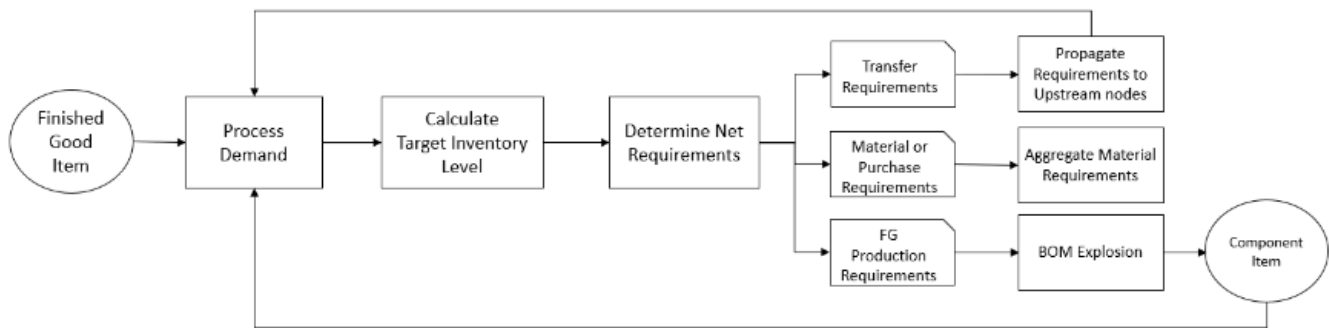 Finished
Good
Item
Process
Demand
Calculate
Target Inventory
Level
Determine Net
Requirements
Transfer
Requirements
Propagate
Requirements to
Upstream nodes
Material or
Purchase
Requirements
Aggregate Material
Requirements
FG
Production
Requirements
BOM Explosion
Component
Item